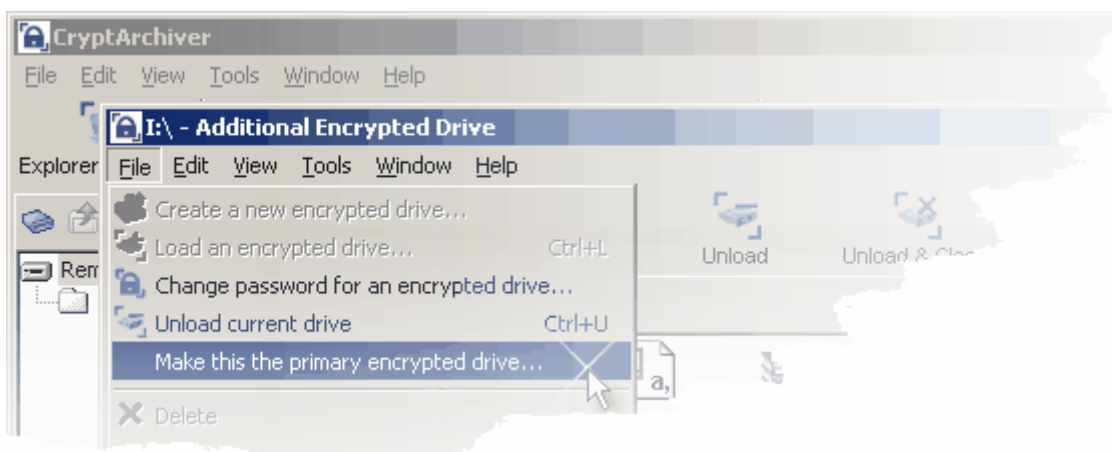 CryptArchiver
File Edit View Tools Window Help
I:\ - Additional Encrypted Drive
Explorer
File Edit View Tools Window Help
Create a new encrypted drive...
Load an encrypted drive... Ctrl+L
Unload
Unload &
Rem
Change password for an encrypted drive...
Unload current drive Ctrl+U
Make this the primary encrypted drive...
a,
Delete